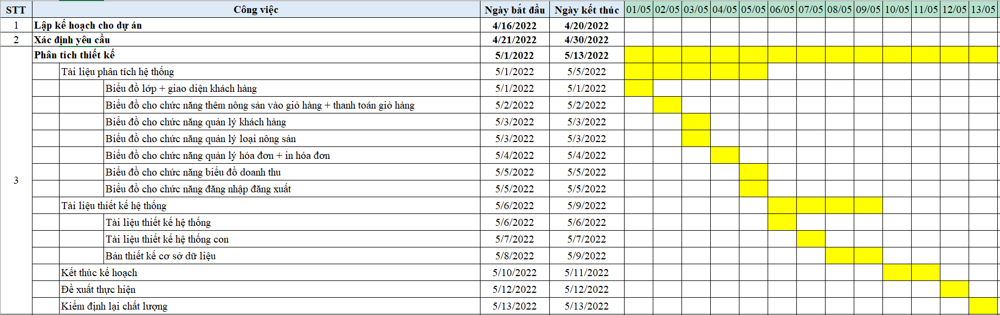 STT Công việc Ngày bắt đầu Ngày kết thúc 01/05 02/05 03/05 04/05 05/05 06/05 07/05 08/05 09/05 10/05 11/05 12/05 13/05
1 Lập kế hoạch cho dự án 4/16/2022 4/20/2022
2 Xác định yêu cầu 4/21/2022 4/30/2022
3 Phân tích thiết kế 5/1/2022 5/13/2022
Tài liệu phân tích hệ thống 5/1/2022 5/5/2022
Biểu đồ lớp + giao diện khách hàng 5/1/2022 5/1/2022
Biểu đồ cho chức năng thêm nông sản vào giỏ hàng + thanh toán giỏ hàng 5/2/2022 5/2/2022
Biểu đồ cho chức năng quản lý khách hàng 5/3/2022 5/3/2022
Biểu đồ cho chức năng quản lý loại nông sản 5/3/2022 5/3/2022
Biểu đồ cho chức năng quản lý hóa đơn + in hóa đơn 5/4/2022 5/4/2022
Biểu đồ cho chức năng biểu đồ doanh thu 5/5/2022 5/5/2022
Biểu đồ cho chức năng đăng nhập đăng xuất 5/5/2022 5/5/2022
Tài liệu thiết kế hệ thống 5/6/2022 5/9/2022
Tài liệu thiết kế hệ thống 5/6/2022 5/6/2022
Tài liệu thiết kế hệ thống con 5/7/2022 5/7/2022
Bản thiết kế cơ sở dữ liệu 5/8/2022 5/9/2022
Kết thúc kế hoạch 5/10/2022 5/11/2022
Đề xuất thực hiện 5/12/2022 5/12/2022
Kiểm định lại chất lượng 5/13/2022 5/13/2022